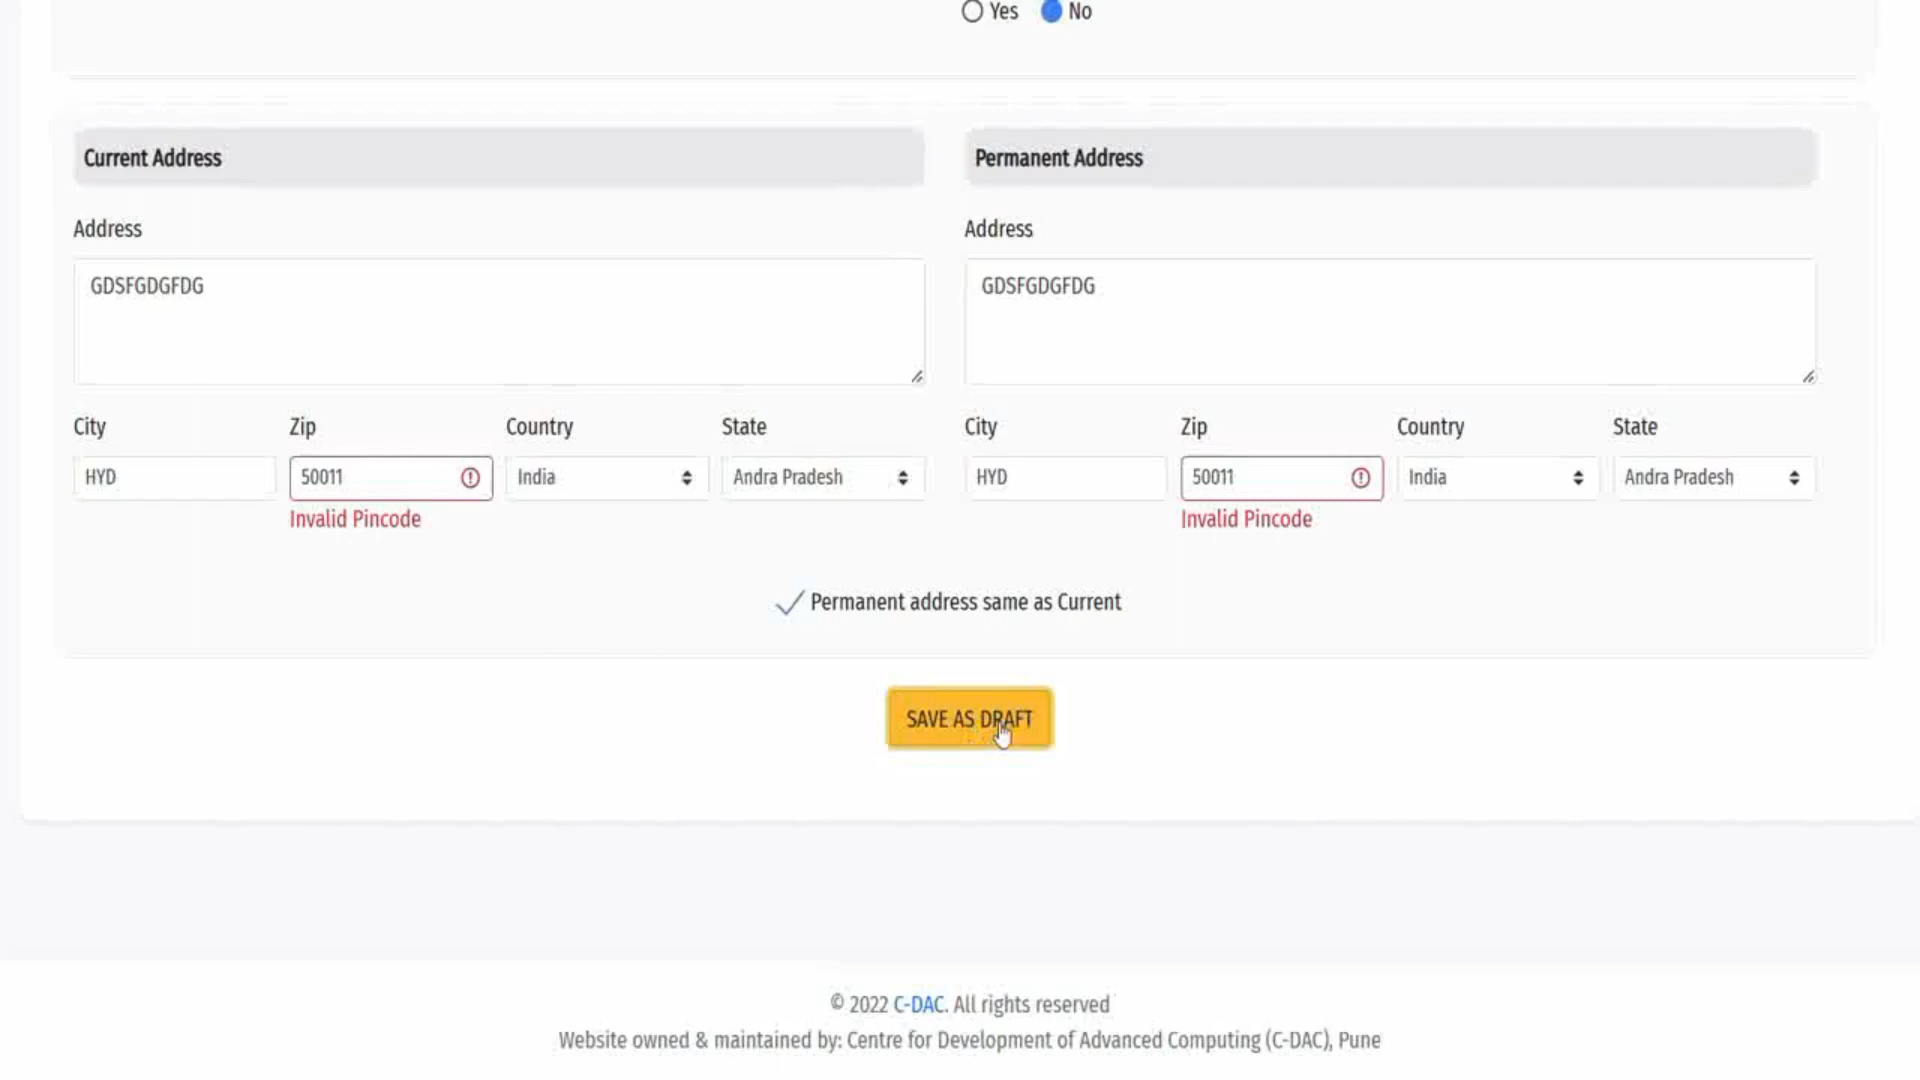 Yes No
Current Address
Permanent Address
Address
Address
GDSFGDGFDG
GDSFGDGFDG
City Zip Country State
City Zip Country State
HYD 50011 India Andra Pradesh
HYD 50011 India Andra Pradesh
Invalid Pincode
Invalid Pincode
Permanent address same as Current
SAVE AS DRAFT
© 2022 C-DAC. All rights reserved
Website owned & maintained by: Centre for Development of Advanced Computing (C-DAC), Pune